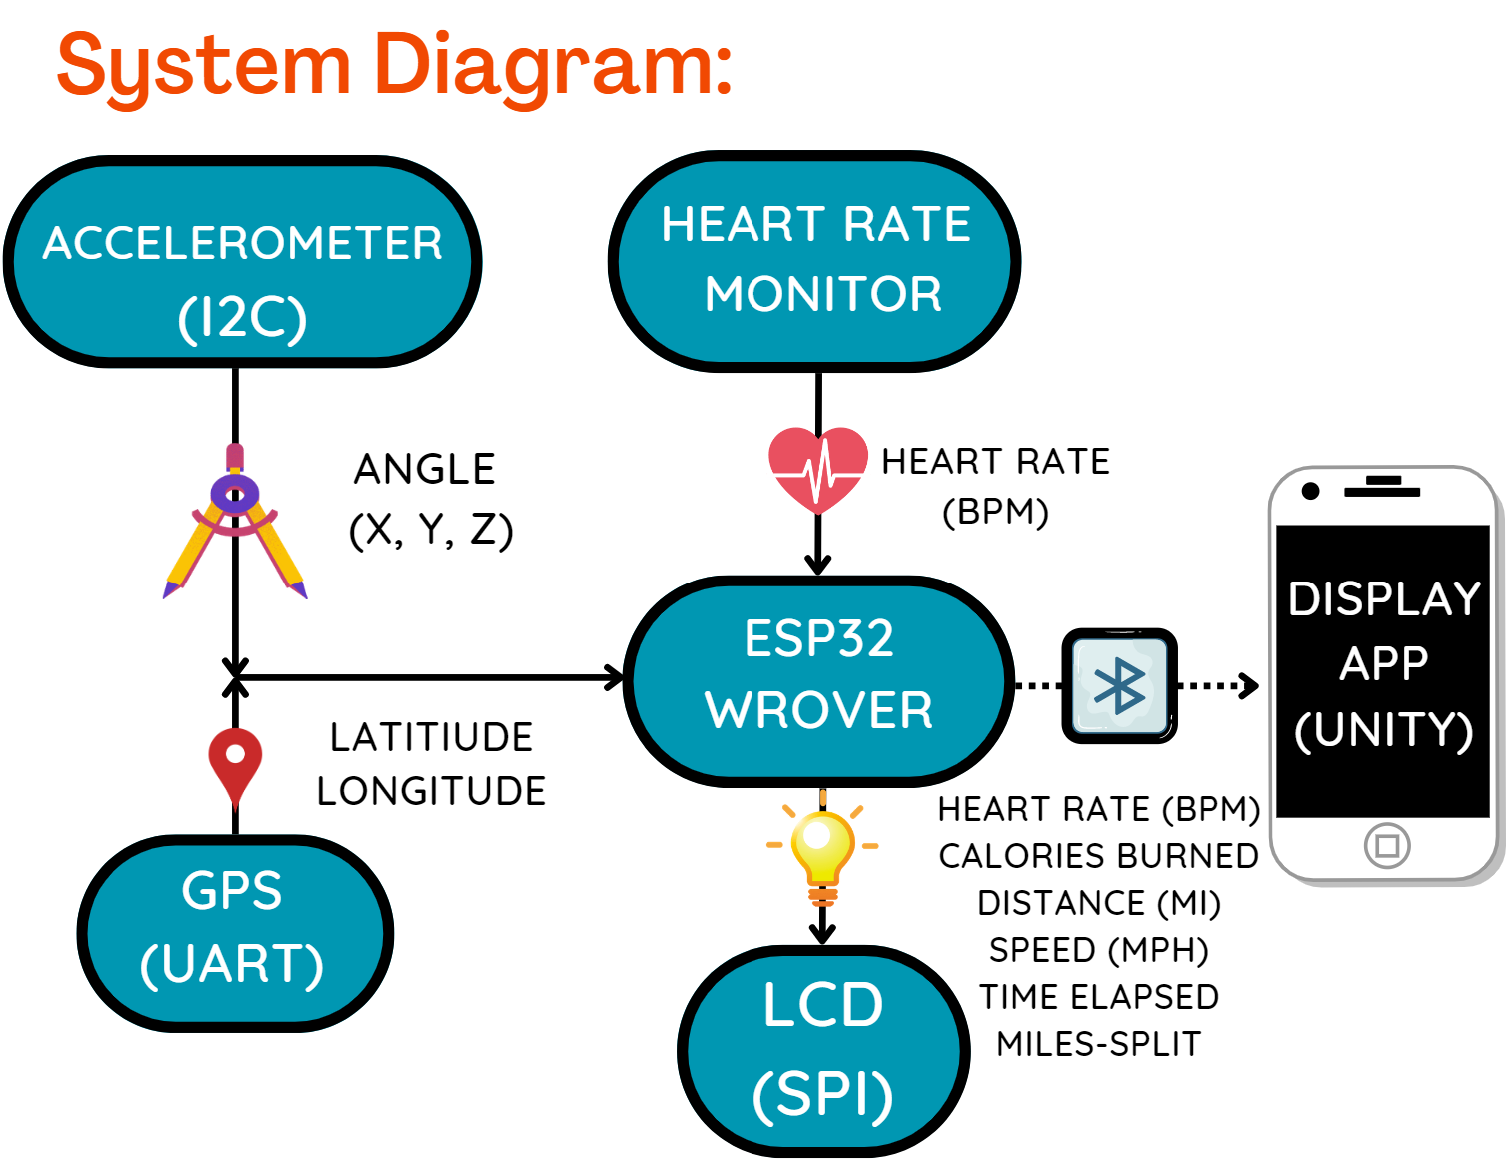 System Diagram:
ACCELEROMETER
(I2C)
HEART RATE
MONITOR
ANGLE
(X, Y, Z)
HEART RATE
(BPM)
ESP32
WROVER
DISPLAY
APP
(UNITY)
LATITIUDE
LONGITUDE
GPS
(UART)
HEART RATE (BPM)
CALORIES BURNED
DISTANCE (MI)
SPEED (MPH)
TIME ELAPSED
MILES-SPLIT
LCD
(SPI)